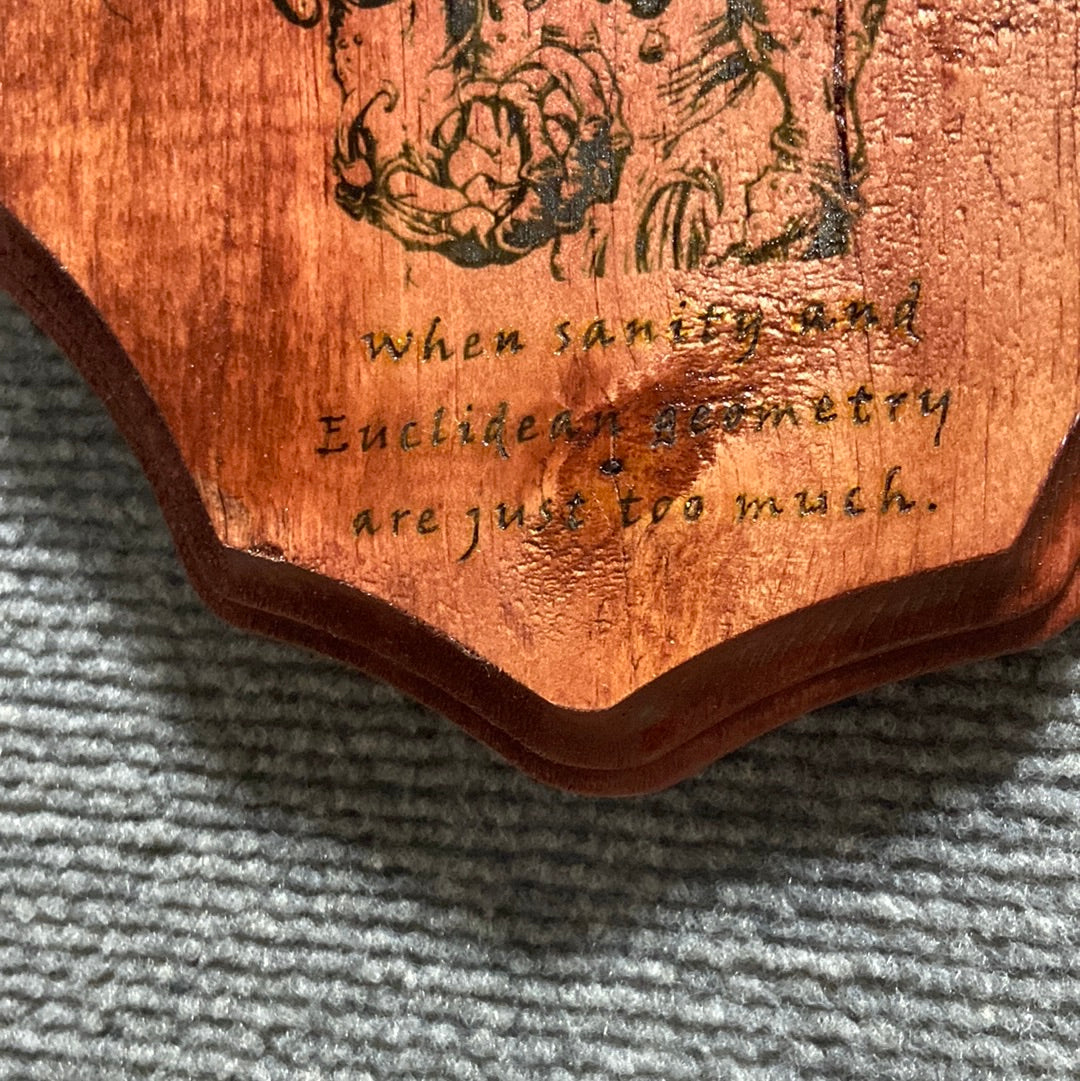 When sanity and
Euclidean geometry
are just too much.